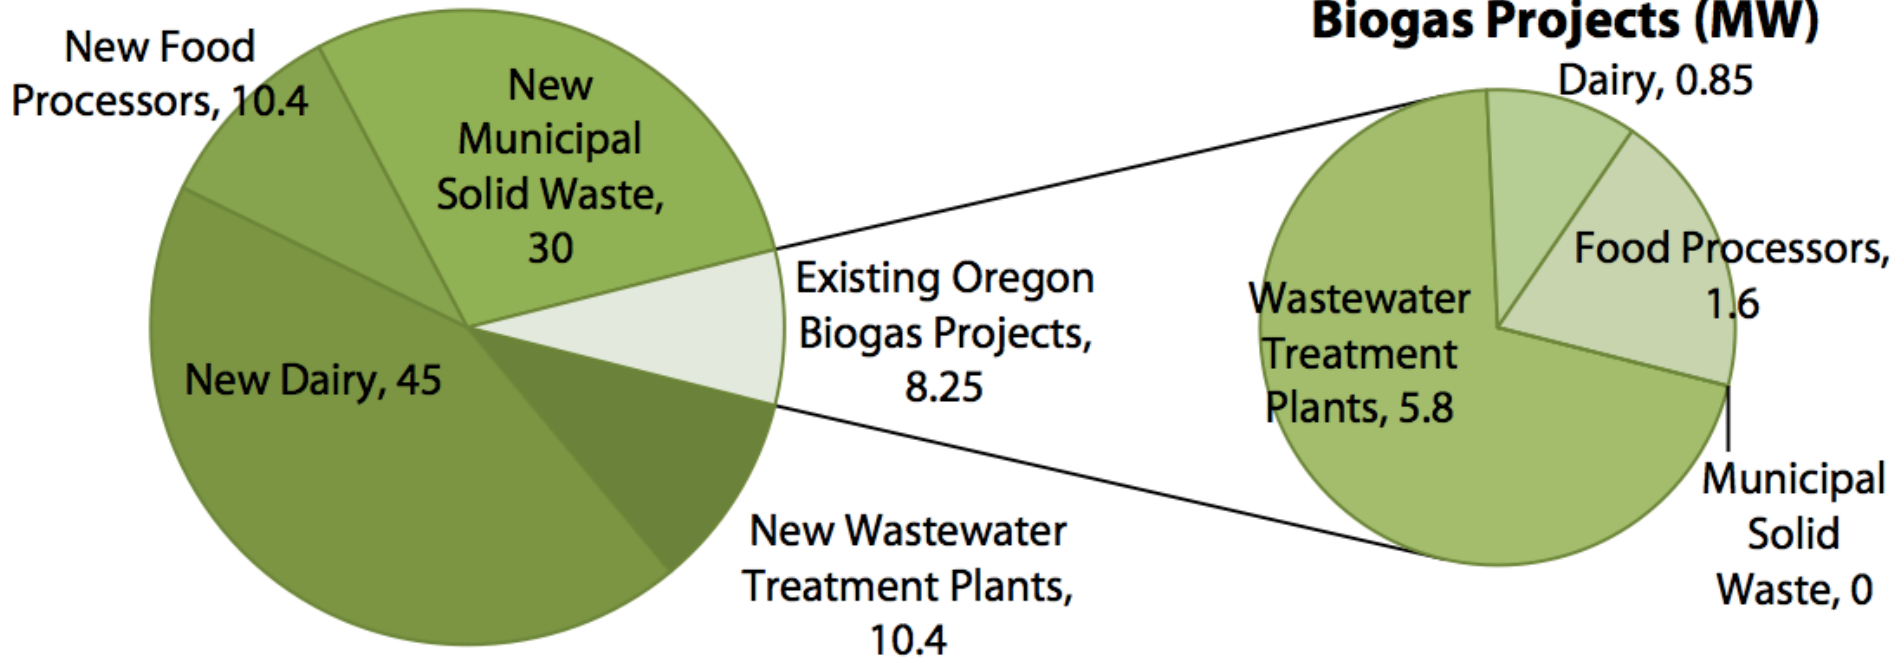 New Food
Processors, 10.4
New
Municipal
Solid Waste,
30
New Dairy, 45
Existing Oregon
Biogas Projects,
8.25
New Wastewater
Treatment Plants,
10.4
Biogas Projects (MW)
Dairy, 0.85
Food Processors,
1.6
Wastewater
Treatment
Plants, 5.8
Municipal
Solid
Waste, 0